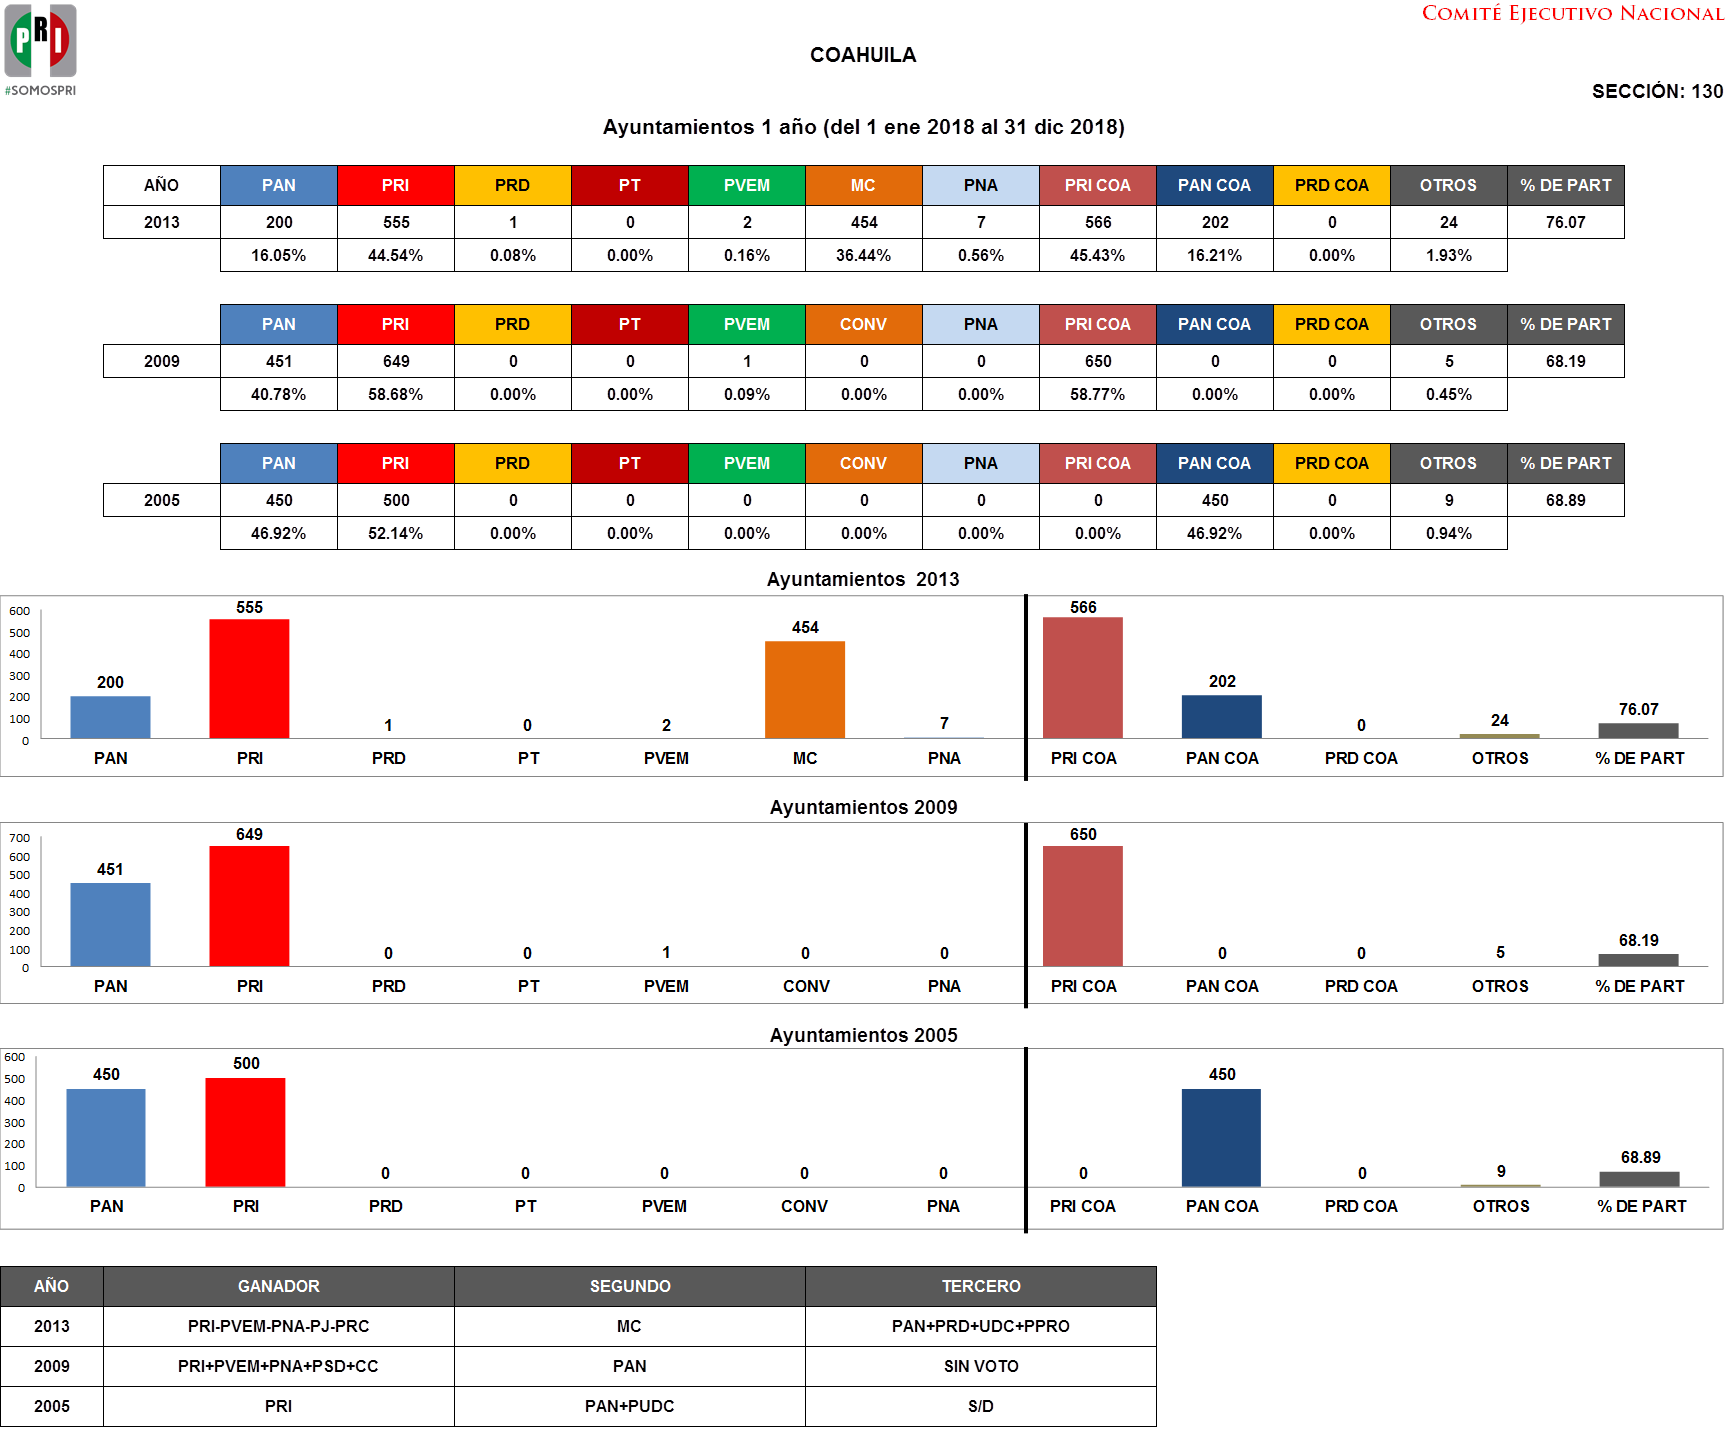 PRI
#SOMOSPRI
COMITÉ EJECUTIVO NACIONAL
COAHUILA
SECCIÓN: 130
Ayuntamientos 1 año (del 1 ene 2018 al 31 dic 2018)
AÑO PAN PRI PRD PT PVEM MC PNA PRI COA PAN COA PRD COA OTROS % DE PART
2013 200 555 1 0 2 454 7 566 202 0 24 76.07
16.05% 44.54% 0.08% 0.00% 0.16% 36.44% 0.56% 45.43% 16.21% 0.00% 1.93%
PAN PRI PRD PT PVEM CONV PNA PRI COA PAN COA PRD COA OTROS % DE PART
2009 451 649 0 0 1 0 0 650 0 0 5 68.19
40.78% 58.68% 0.00% 0.00% 0.09% 0.00% 0.00% 58.77% 0.00% 0.00% 0.45%
PAN PRI PRD PT PVEM CONV PNA PRI COA PAN COA PRD COA OTROS % DE PART
2005 450 500 0 0 0 0 0 0 450 0 9 68.89
46.92% 52.14% 0.00% 0.00% 0.00% 0.00% 0.00% 0.00% 46.92% 0.00% 0.94%
Ayuntamientos 2013
600
500
400
300
200
100
0
200 555 1 0 2 454 7 566 202 0 24 76.07
PAN PRI PRD PT PVEM MC PNA PRI COA PAN COA PRD COA OTROS % DE PART
Ayuntamientos 2009
700
600
500
400
300
200
100
0
451 649 0 0 1 0 0 650 0 0 5 68.19
PAN PRI PRD PT PVEM CONV PNA PRI COA PAN COA PRD COA OTROS % DE PART
Ayuntamientos 2005
600
500
400
300
200
100
0
450 500 0 0 0 0 0 0 450 0 9 68.89
PAN PRI PRD PT PVEM CONV PNA PRI COA PAN COA PRD COA OTROS % DE PART
AÑO GANADOR SEGUNDO TERCERO
2013 PRI-PVEM-PNA-PJ-PRC MC PAN+PRD+UDC+PPRO
2009 PRI+PVEM+PNA+PSD+CC PAN SIN VOTO
2005 PRI PAN+PUDC S/D